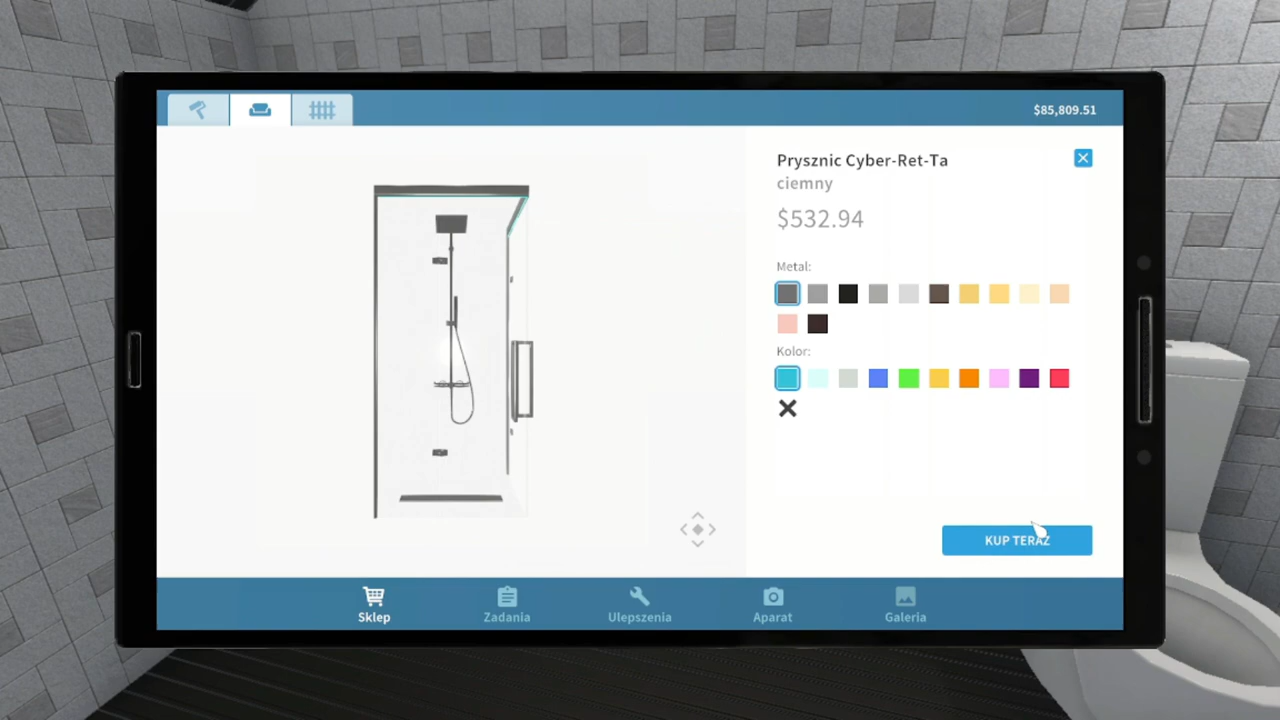 $85,809.51
Prysznic Cyber-Ret-Ta
ciemny
$532.94
Metal:
Kolor:
KUP TERAZ
Sklep
Zadania
Ulepszenia
Aparat
Galeria